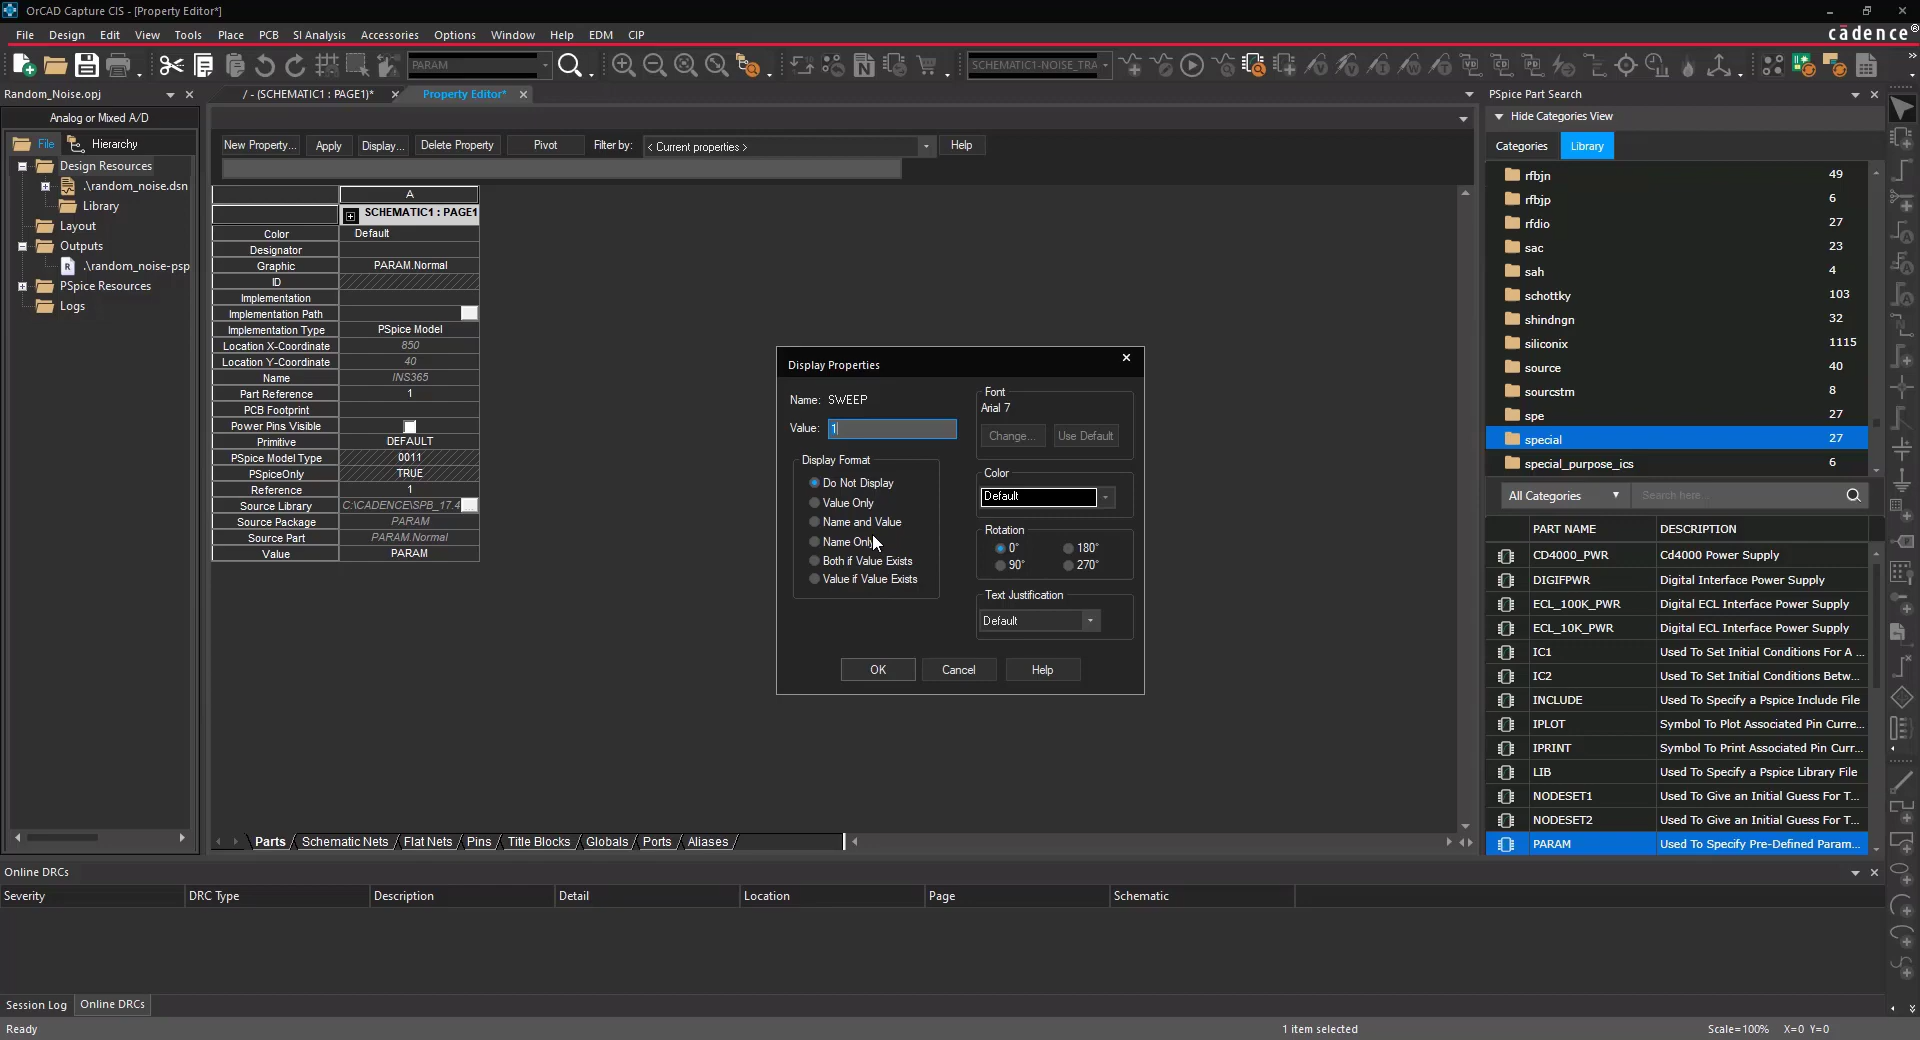 OrCAD Capture CIS - [Property Editor*]
File Design Edit View Tools Place PCB SI Analysis Accessories Options Window Help EDM CIP
cādence®
PARAM
SCHEMATIC1-NOISE_TRA
Random_Noise.opj
/ - (SCHEMATIC1 : PAGE1)*
Property Editor*
PSpice Part Search
Analog or Mixed A/D
File
Hierarchy
Design Resources
.\random_noise.dsn
Library
Layout
Outputs
.\random_noise-psp
PSpice Resources
Logs
New Property...
Apply
Display...
Delete Property
Pivot
Filter by:
< Current properties >
Help
A
SCHEMATIC1 : PAGE1
Color Default
Designator
Graphic PARAM.Normal
ID
Implementation
Implementation Path
Implementation Type PSpice Model
Location X-Coordinate 850
Location Y-Coordinate 40
Name INS365
Part Reference 1
PCB Footprint
Power Pins Visible
Primitive DEFAULT
PSpice Model Type 0011
PSpiceOnly TRUE
Reference 1
Source Library C:\CADENCE\SPB_17.4
Source Package PARAM
Source Part PARAM.Normal
Value PARAM
Display Properties
Name: SWEEP
Value: 1
Display Format
Do Not Display
Value Only
Name and Value
Name Only
Both if Value Exists
Value if Value Exists
Font
Arial 7
Change...
Use Default
Color
Default
Rotation
0° 180°
90° 270°
Text Justification
Default
OK
Cancel
Help
Hide Categories View
Categories
Library
rfbjn 49
rfbjp 6
rfdio 27
sac 23
sah 4
schottky 103
shindngn 32
siliconix 1115
source 40
sourcstm 8
spe 27
special 27
special_purpose_ics 6
All Categories
Search here...
PART NAME DESCRIPTION
CD4000_PWR Cd4000 Power Supply
DIGIFPWR Digital Interface Power Supply
ECL_100K_PWR Digital ECL Interface Power Supply
ECL_10K_PWR Digital ECL Interface Power Supply
IC1 Used To Set Initial Conditions For A ...
IC2 Used To Set Initial Conditions Betw...
INCLUDE Used To Specify a Pspice Include File
IPLOT Symbol To Plot Associated Pin Curre...
IPRINT Symbol To Print Associated Pin Curr...
LIB Used To Specify a Pspice Library File
NODESET1 Used To Give an Initial Guess For T...
NODESET2 Used To Give an Initial Guess For T...
PARAM Used To Specify Pre-Defined Param...
Parts Schematic Nets Flat Nets Pins Title Blocks Globals Ports Aliases
Online DRCs
Severity DRC Type Description Detail Location Page Schematic
Session Log Online DRCs
Ready
1 item selected
Scale=100% X=0 Y=0